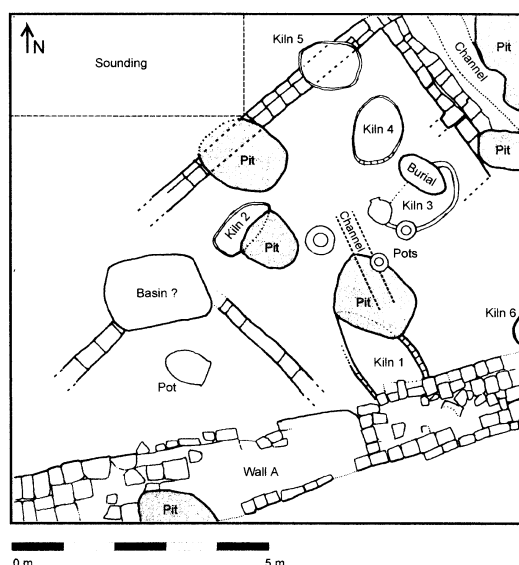 N
Sounding
Kiln 5
Channel
Pit
Kiln 4
Pit
Pit
Burial
Kiln 3
Kiln 2
Pit
Channel
Pots
Basin ?
Pit
Kiln 6
Pot
Kiln 1
Wall A
Pit
0 m
5 m